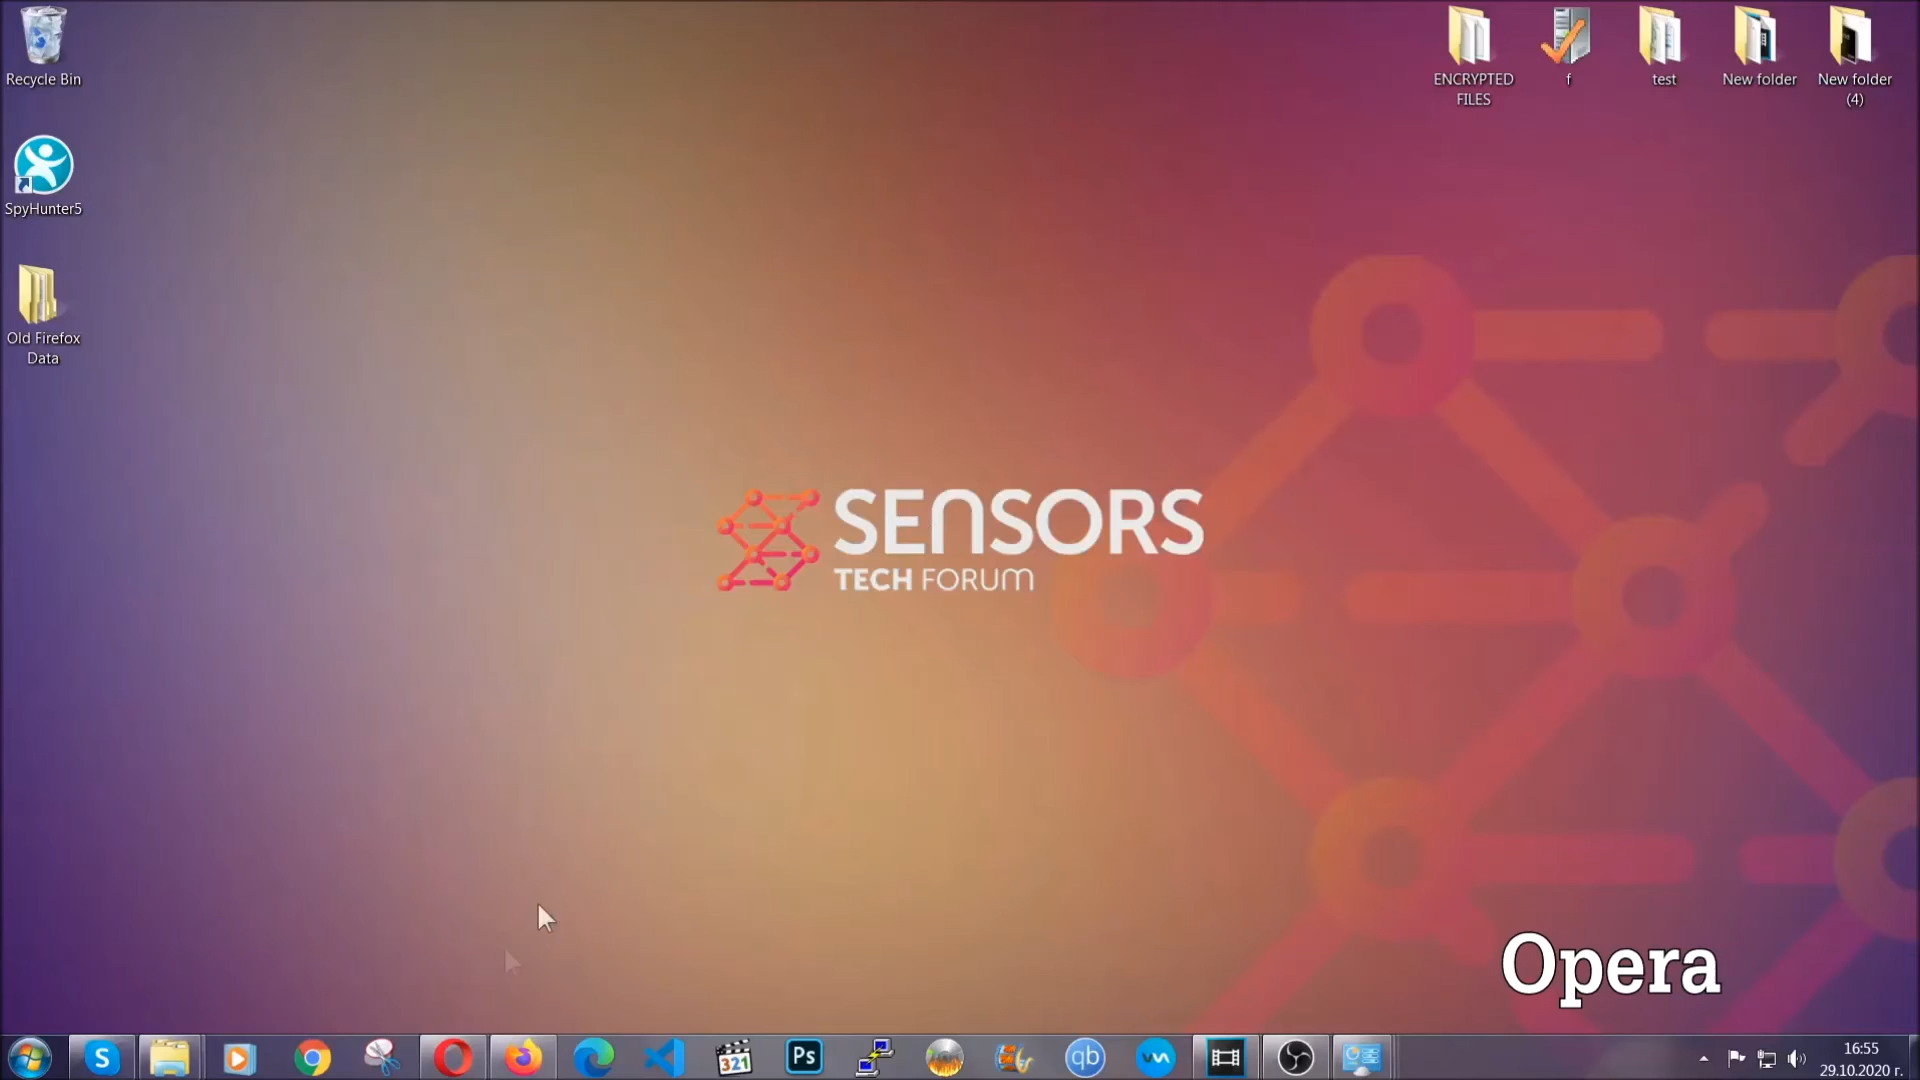 Recycle Bin
SpyHunter5
Old Firefox
Data
ENCRYPTED
FILES
f
test
New folder
New folder
(4)
SENSORS
TECH FORUM
Opera
S
321
Ps
qb
16:55
29.10.2020 г.